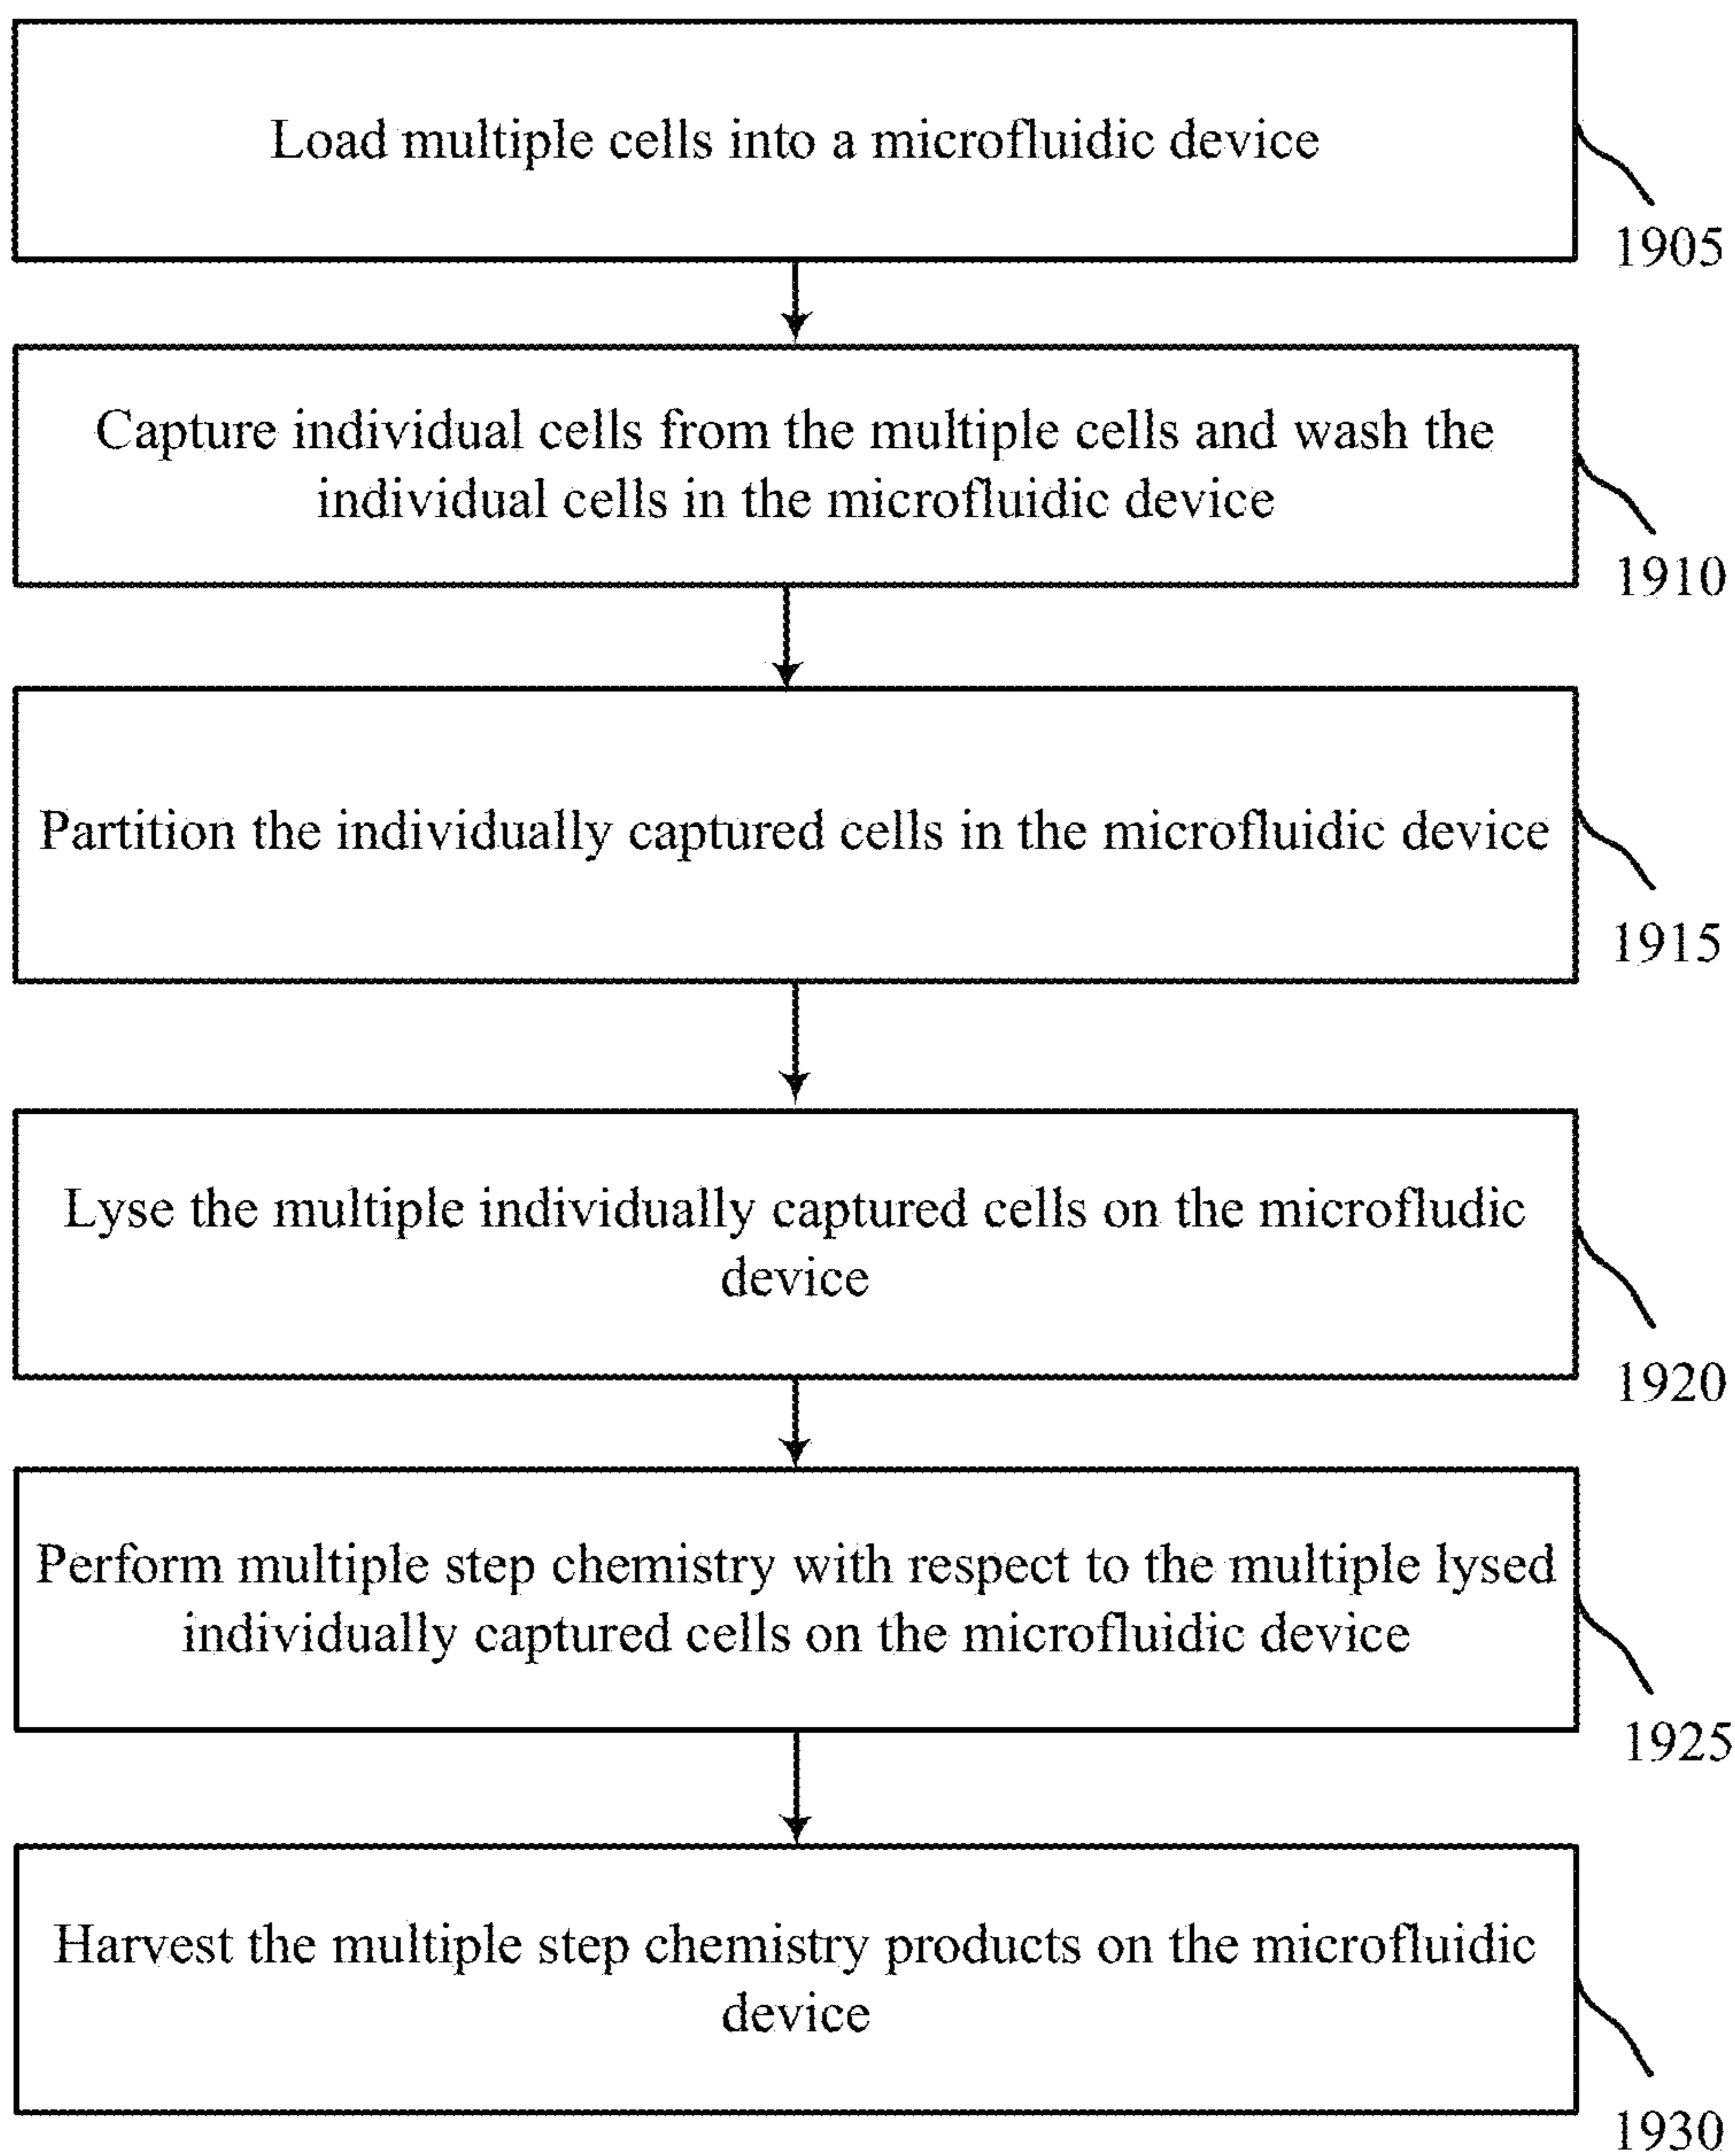 Load multiple cells into a microfluidic device
1905
Capture individual cells from the multiple cells and wash the
individual cells in the microfluidic device
1910
Partition the individually captured cells in the microfluidic device
1915
Lyse the multiple individually captured cells on the microfludic
device
1920
Perform multiple step chemistry with respect to the multiple lysed
individually captured cells on the microfluidic device
1925
Harvest the multiple step chemistry products on the microfluidic
device
1930